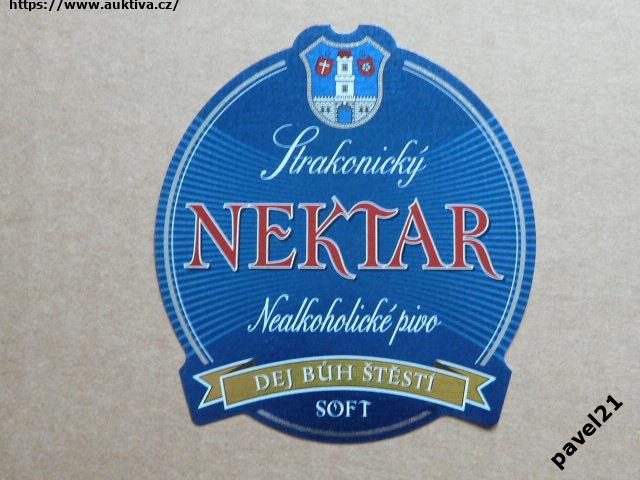 https://www.auktiva.cz/
Strakonický
NEKTAR
Nealkoholické pivo
DEJ BŮH ŠTĚSTÍ
SOFT
pavel21